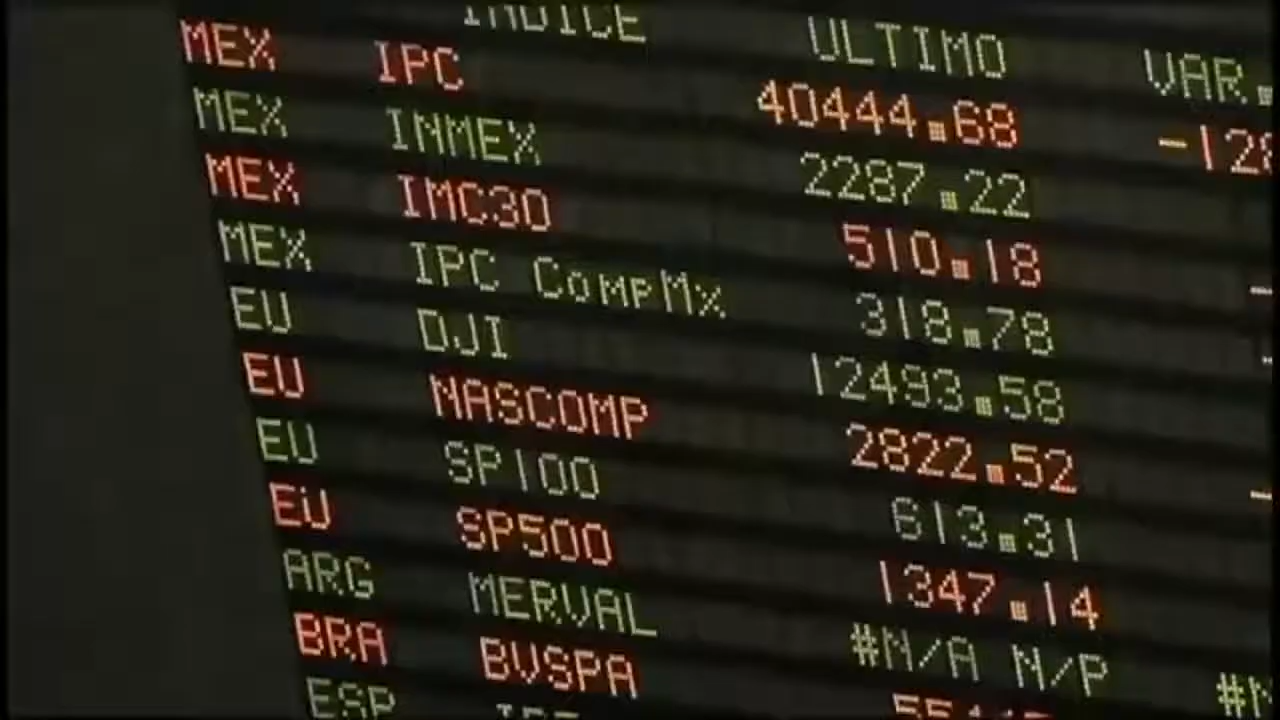 INDICE ULTIMO VAR.
MEX IPC 40444.68 -128
MEX INMEX 2287.22
MEX IMC30 510.18 -
MEX IPC CompMx 318.78
EU DJI 12493.58
EU NASCOMP 2822.52 -
EU SP100 613.31
EU SP500 1347.14
ARG MERVAL #N/A N/P #N
BRA BVSPA
ESP